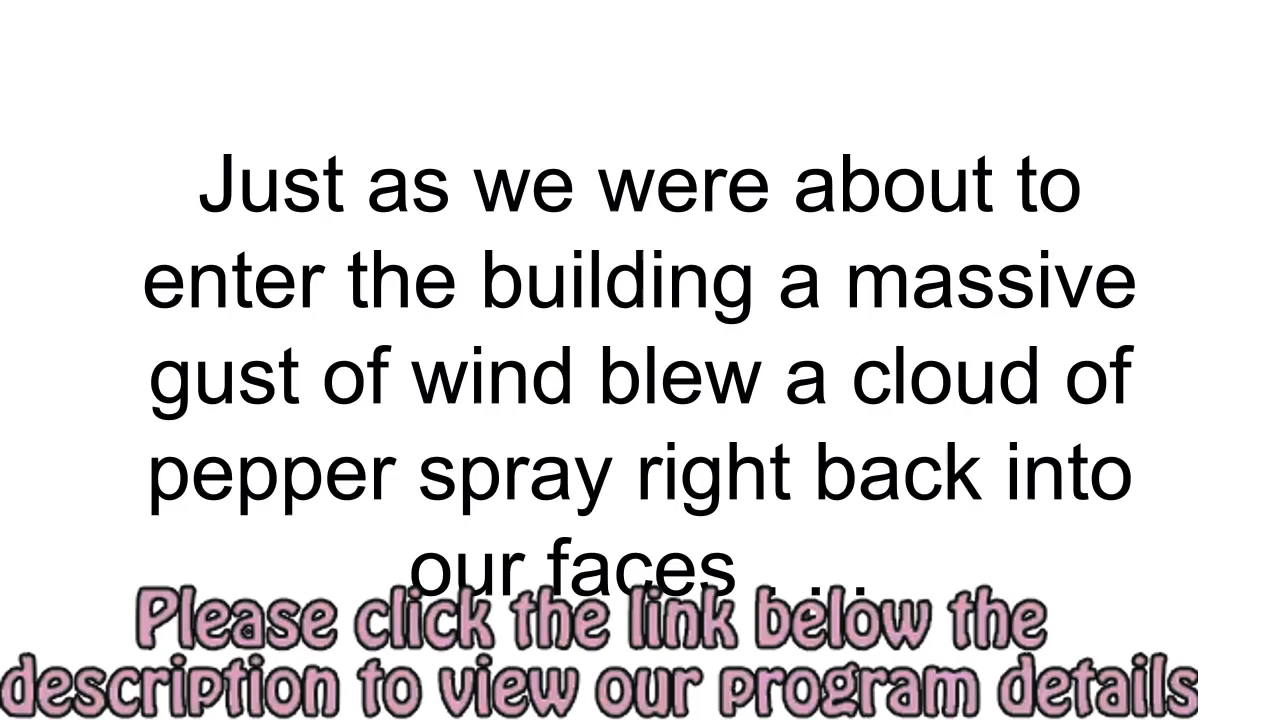 Just as we were about to
enter the building a massive
gust of wind blew a cloud of
pepper spray right back into
our faces . . .
Please click the link below the
description to view our program details